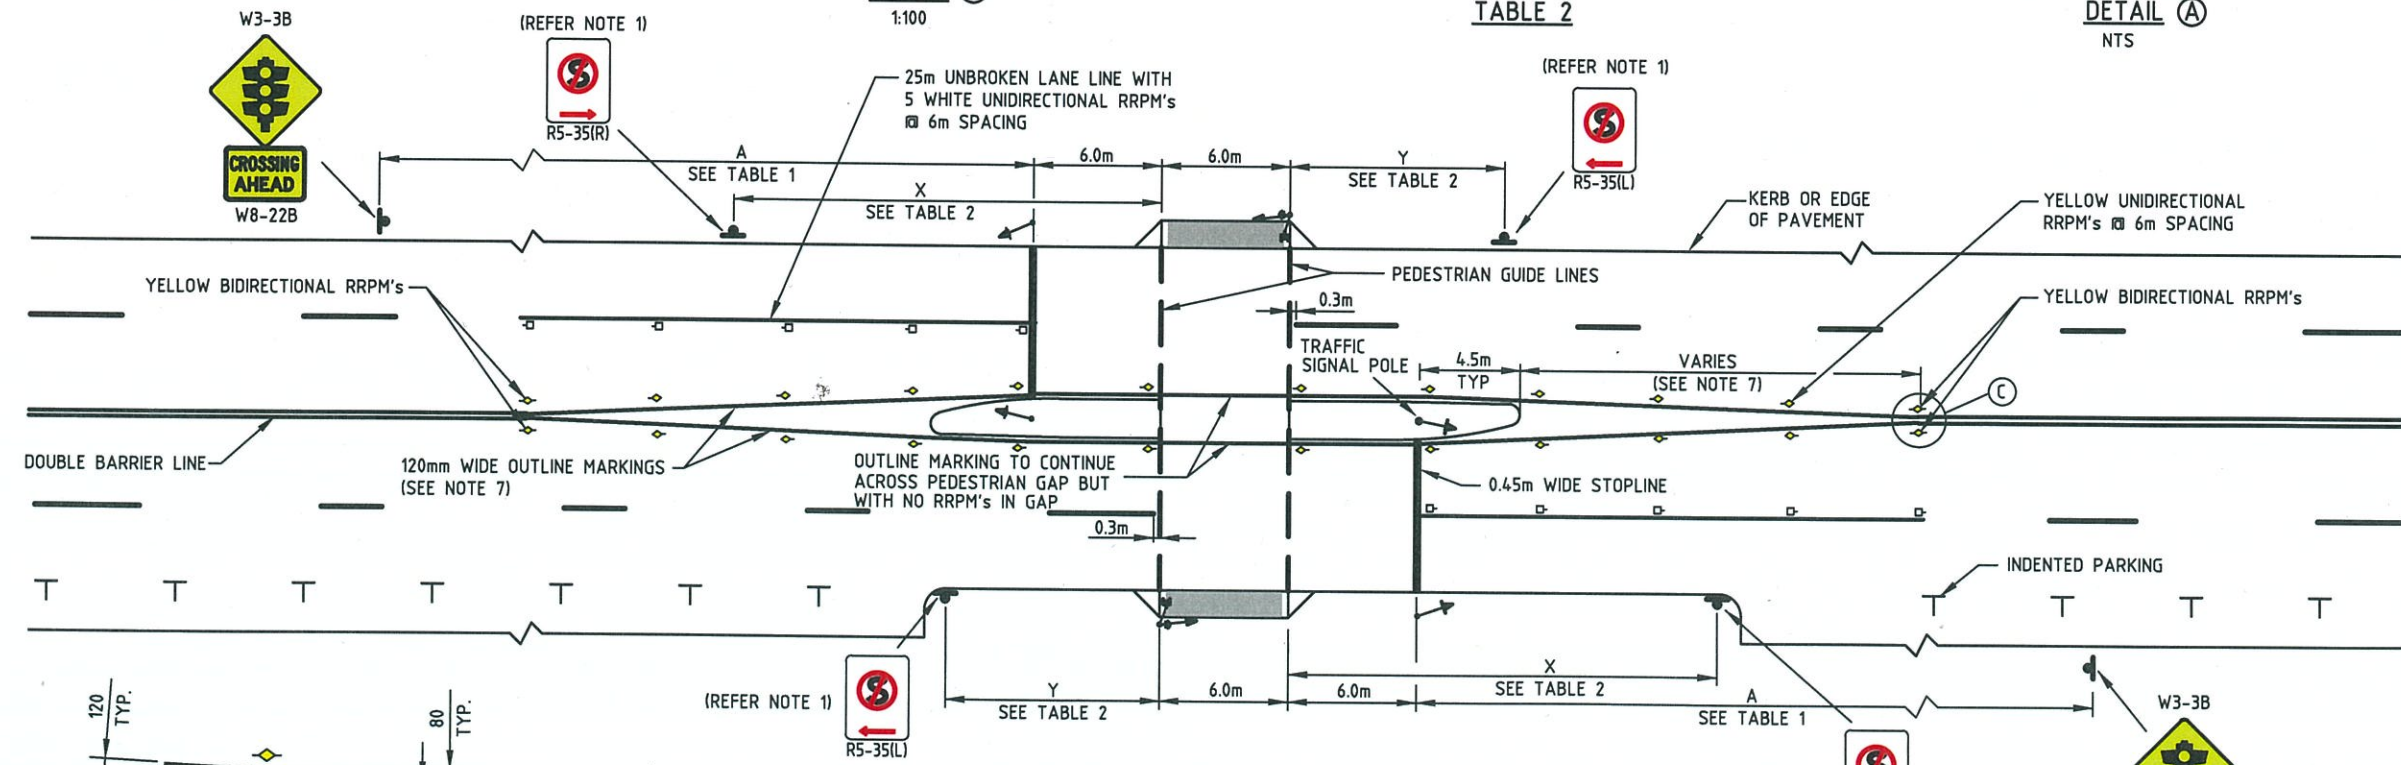 W3-3B
CROSSING
AHEAD
W8-22B
(REFER NOTE 1)
S
R5-35(R)
1:100
25m UNBROKEN LANE LINE WITH
5 WHITE UNIDIRECTIONAL RRPM's
@ 6m SPACING
TABLE 2
DETAIL A
NTS
(REFER NOTE 1)
S
R5-35(L)
A
SEE TABLE 1
6.0m
6.0m
Y
SEE TABLE 2
X
SEE TABLE 2
KERB OR EDGE
OF PAVEMENT
YELLOW UNIDIRECTIONAL
RRPM's @ 6m SPACING
YELLOW BIDIRECTIONAL RRPM's
PEDESTRIAN GUIDE LINES
0.3m
YELLOW BIDIRECTIONAL RRPM's
TRAFFIC
SIGNAL POLE
4.5m
TYP
VARIES
(SEE NOTE 7)
C
DOUBLE BARRIER LINE
120mm WIDE OUTLINE MARKINGS
(SEE NOTE 7)
OUTLINE MARKING TO CONTINUE
ACROSS PEDESTRIAN GAP BUT
WITH NO RRPM's IN GAP
0.45m WIDE STOPLINE
0.3m
INDENTED PARKING
(REFER NOTE 1)
S
R5-35(L)
Y
SEE TABLE 2
6.0m
6.0m
X
SEE TABLE 2
A
SEE TABLE 1
W3-3B
120
TYP.
80
TYP.